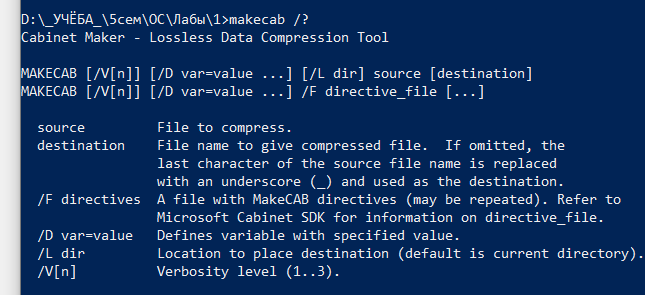 D:\_УЧЁБА_\5сем\ОС\Лабы\1>makecab /?
Cabinet Maker - Lossless Data Compression Tool
MAKECAB [/V[n]] [/D var=value ...] [/L dir] source [destination]
MAKECAB [/V[n]] [/D var=value ...] /F directive_file [...]
source         File to compress.
destination    File name to give compressed file.  If omitted, the
last character of the source file name is replaced
with an underscore (_) and used as the destination.
/F directives  A file with MakeCAB directives (may be repeated). Refer to
Microsoft Cabinet SDK for information on directive_file.
/D var=value   Defines variable with specified value.
/L dir         Location to place destination (default is current directory).
/V[n]          Verbosity level (1..3).